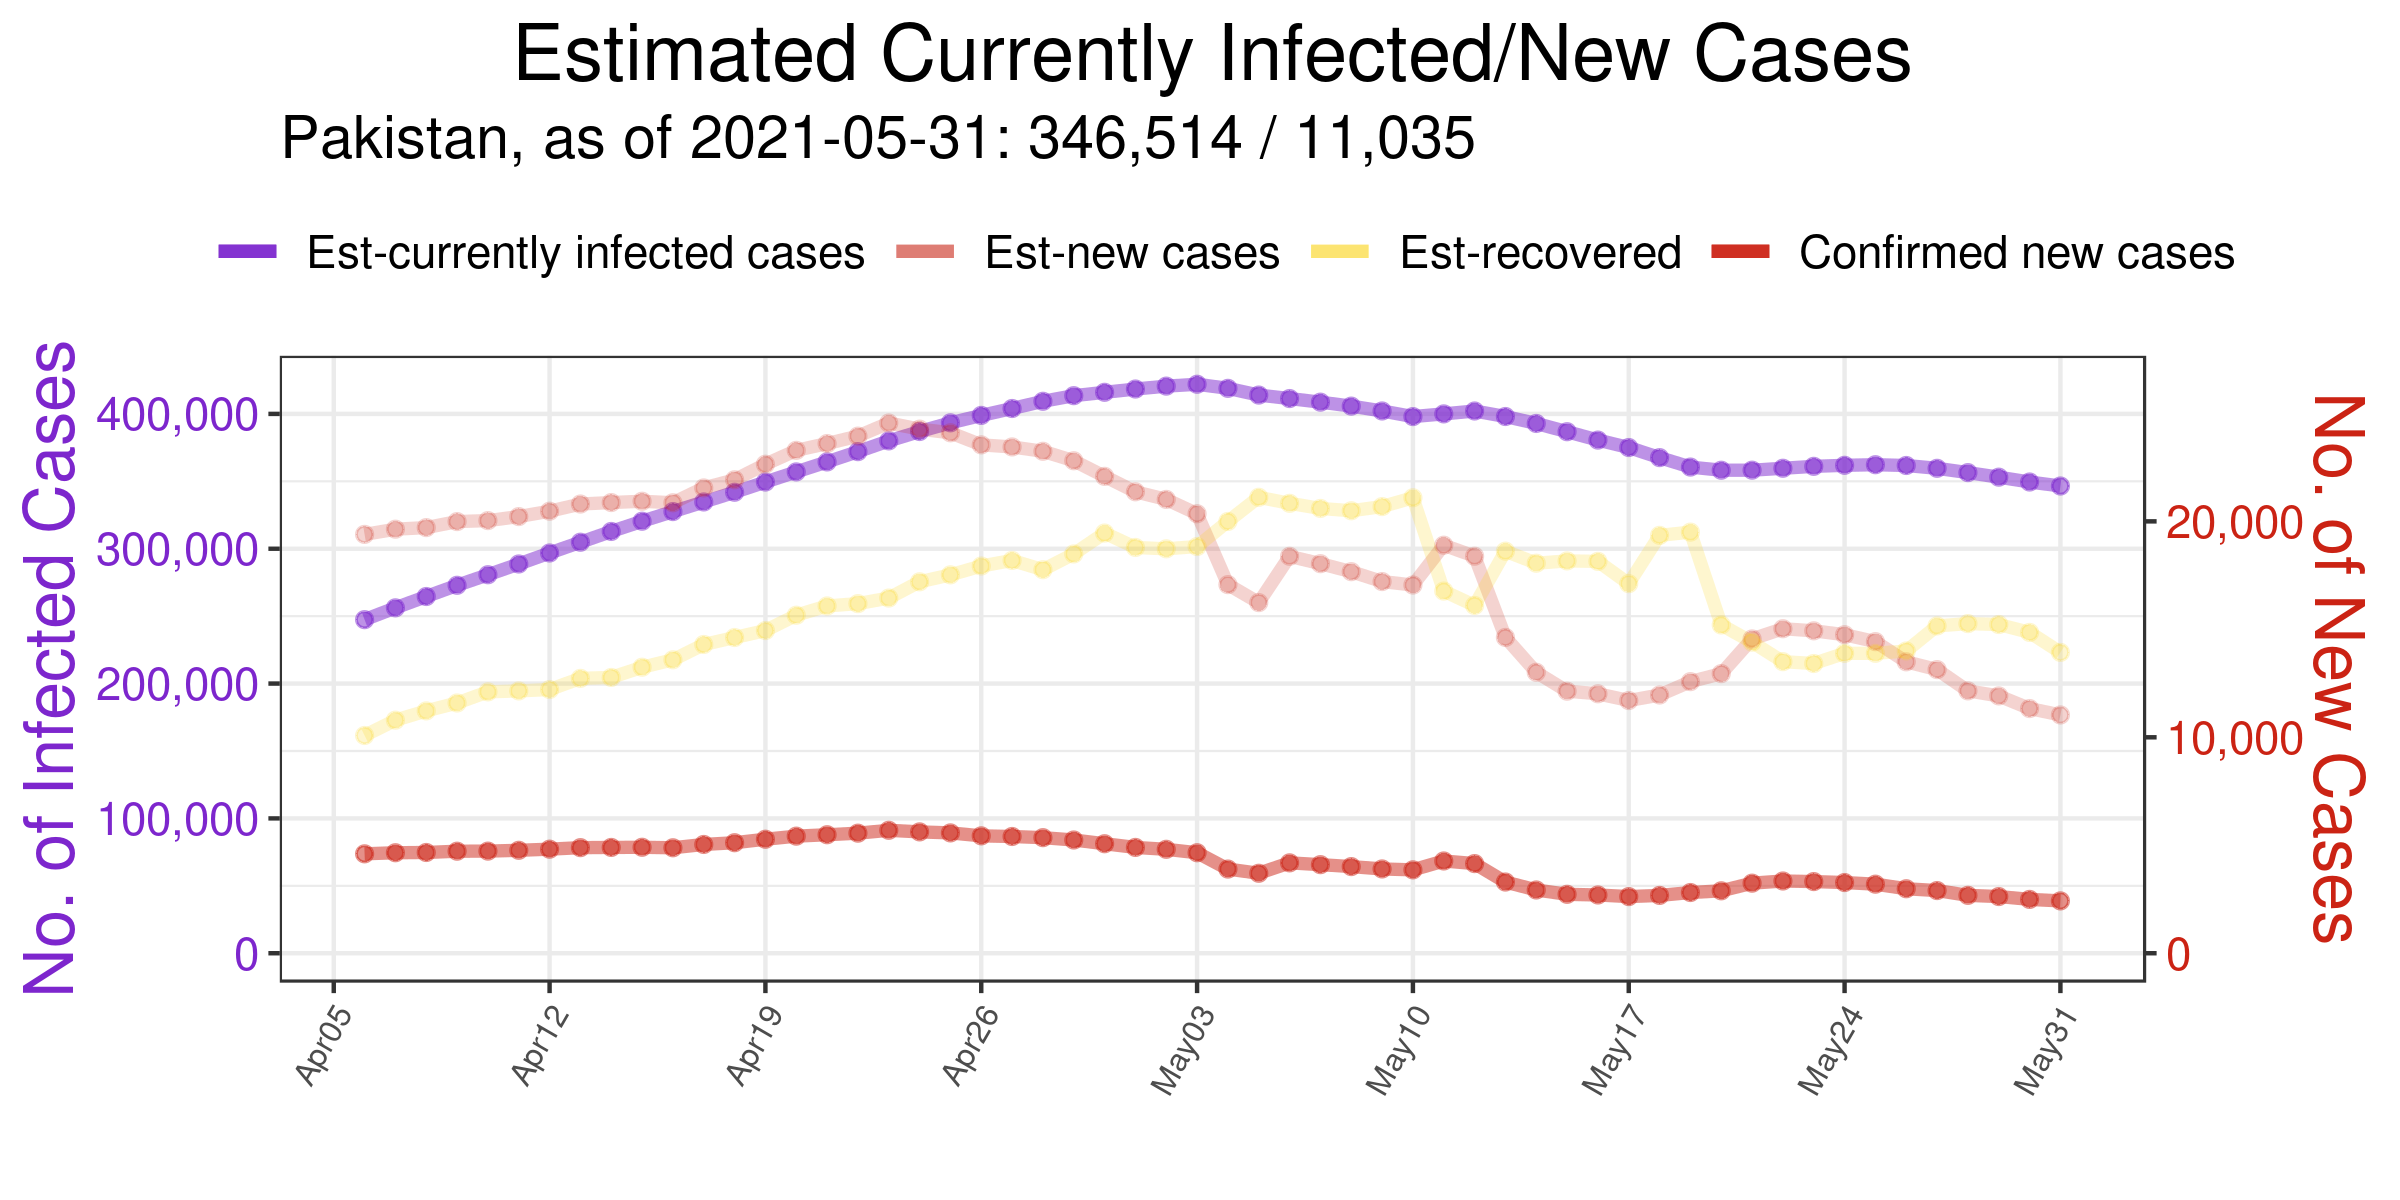 Estimated Currently Infected/New Cases
Pakistan, as of 2021-05-31: 346,514 / 11,035
Est-currently infected cases
Est-new cases
Est-recovered
Confirmed new cases
No. of Infected Cases
400,000
300,000
200,000
100,000
0
No. of New Cases
20,000
10,000
0
Apr05
Apr12
Apr19
Apr26
May03
May10
May17
May24
May31